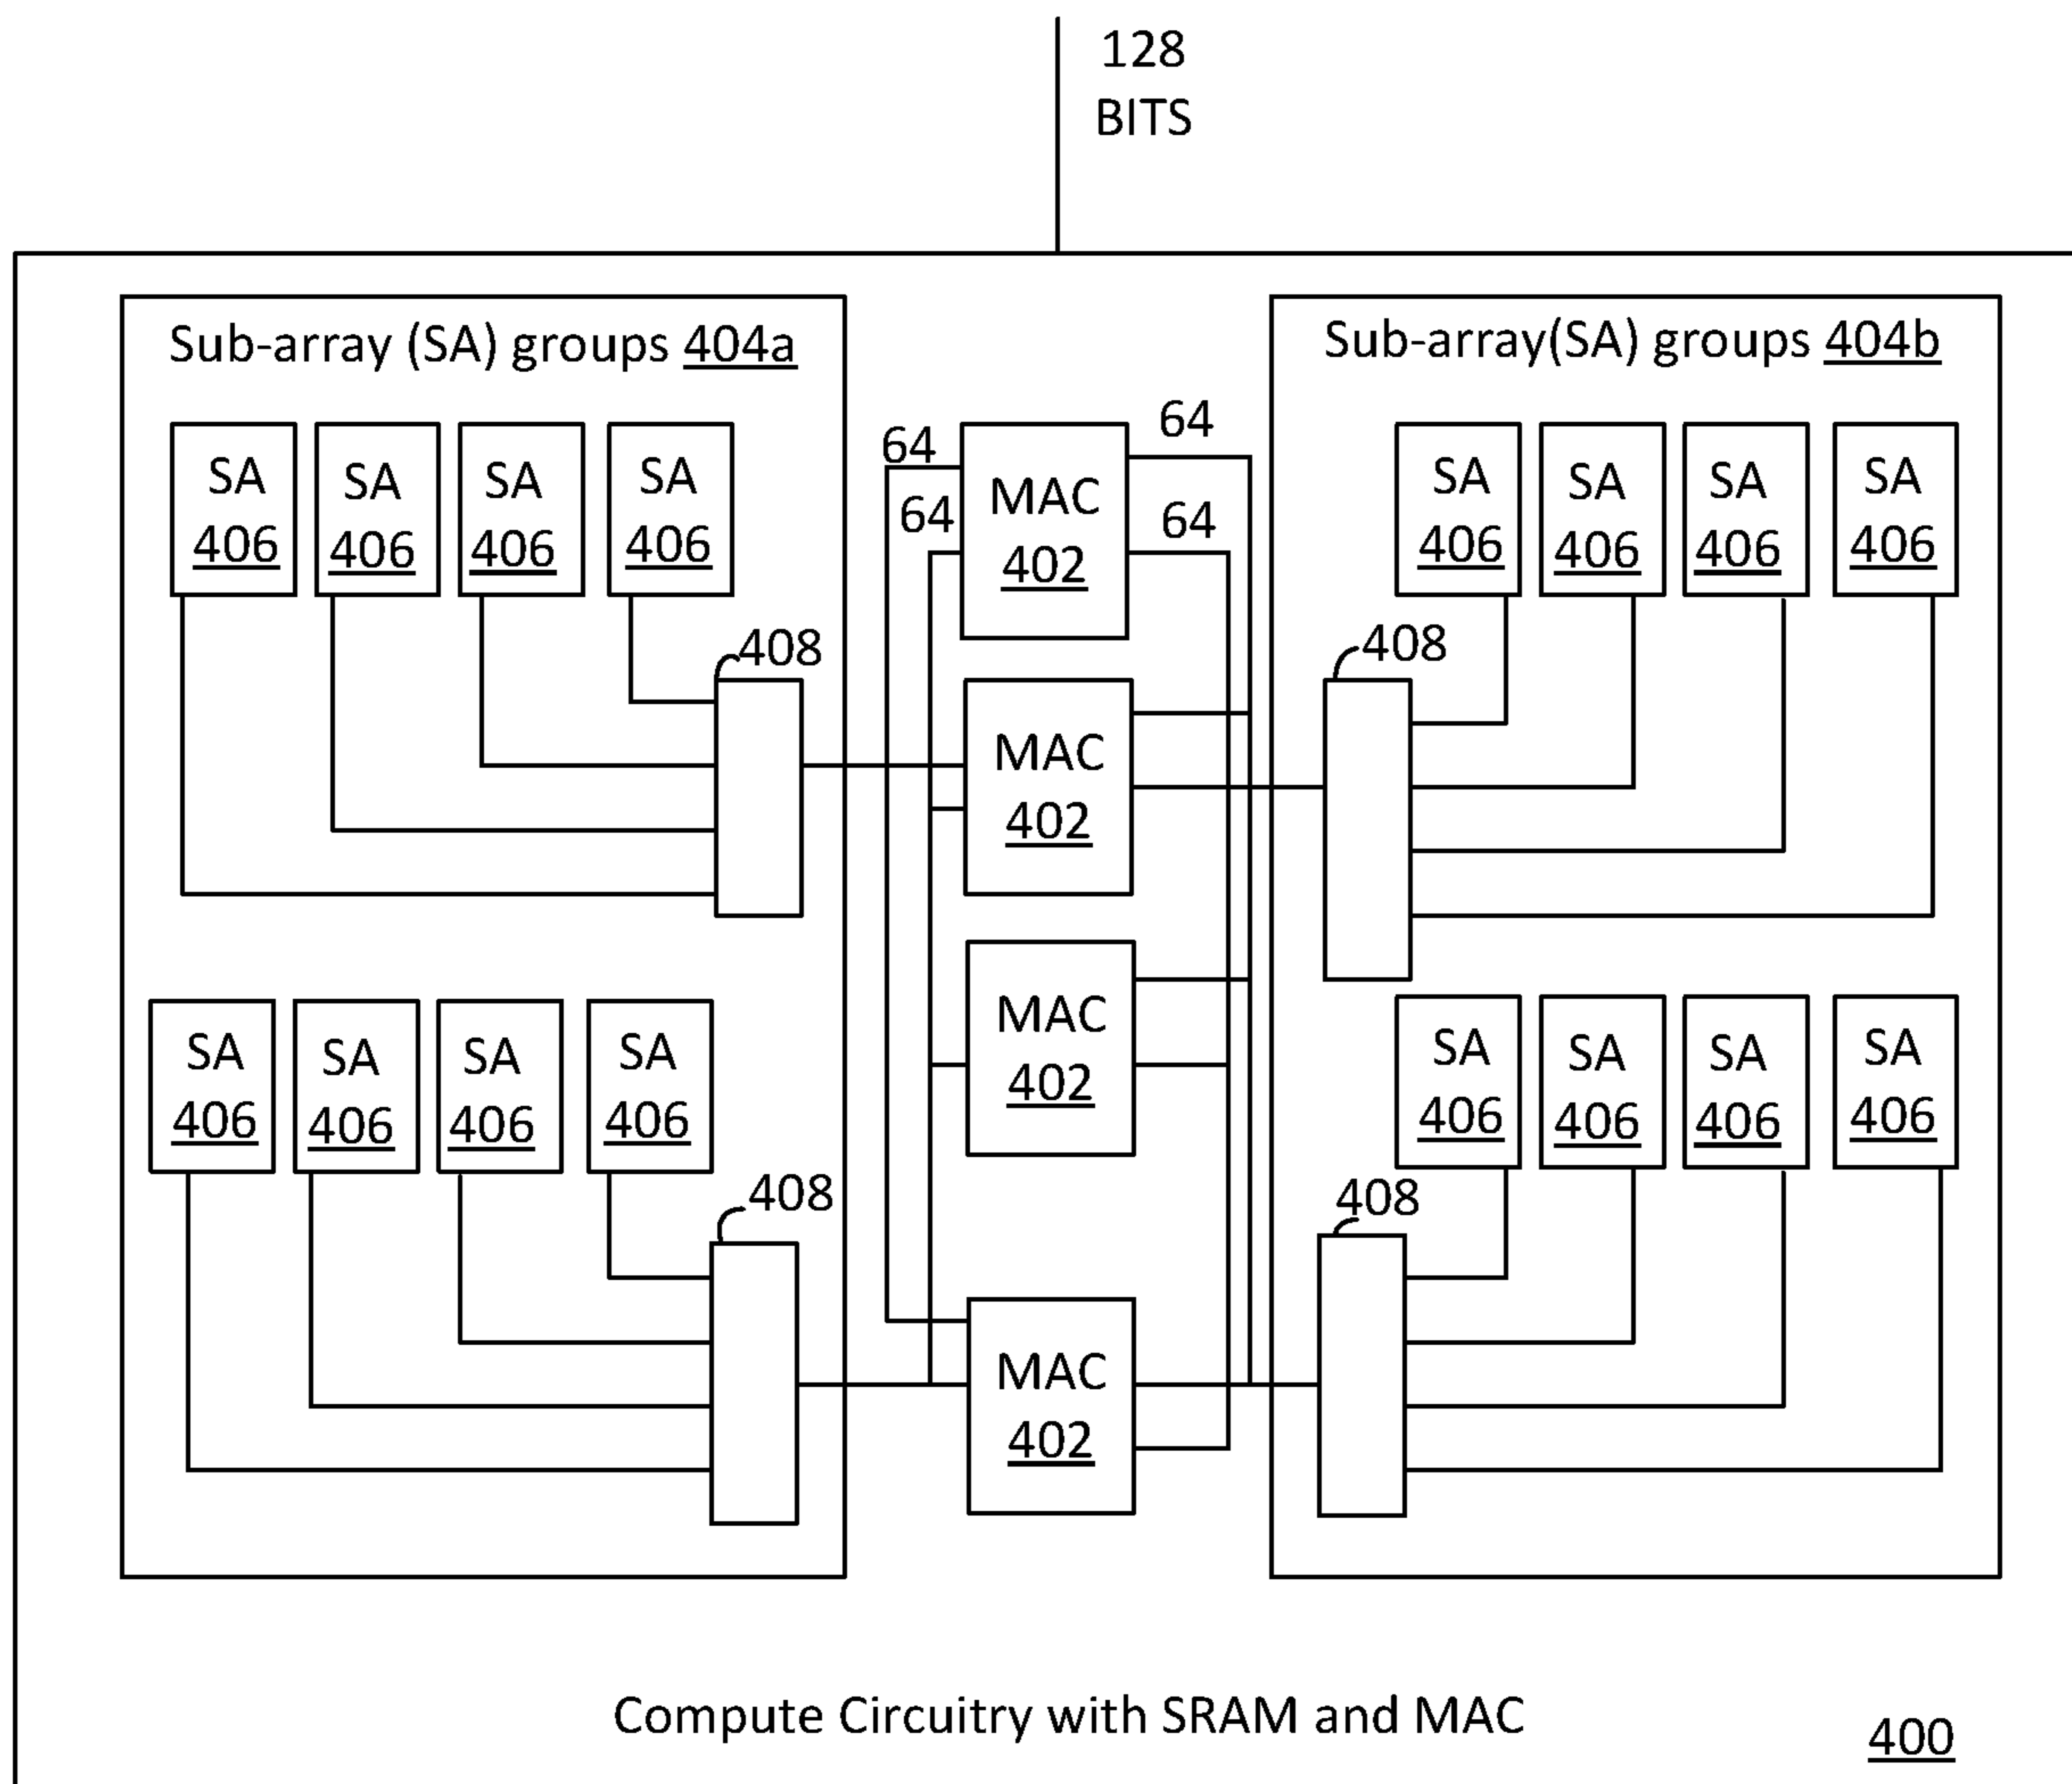 128
BITS
Sub-array (SA) groups 404a
Sub-array(SA) groups 404b
SA
406
SA
406
SA
406
SA
406
64
64
MAC
402
64
64
SA
406
SA
406
SA
406
SA
406
408
408
MAC
402
MAC
402
SA
406
SA
406
SA
406
SA
406
SA
406
SA
406
SA
406
SA
406
408
408
MAC
402
Compute Circuitry with SRAM and MAC
400